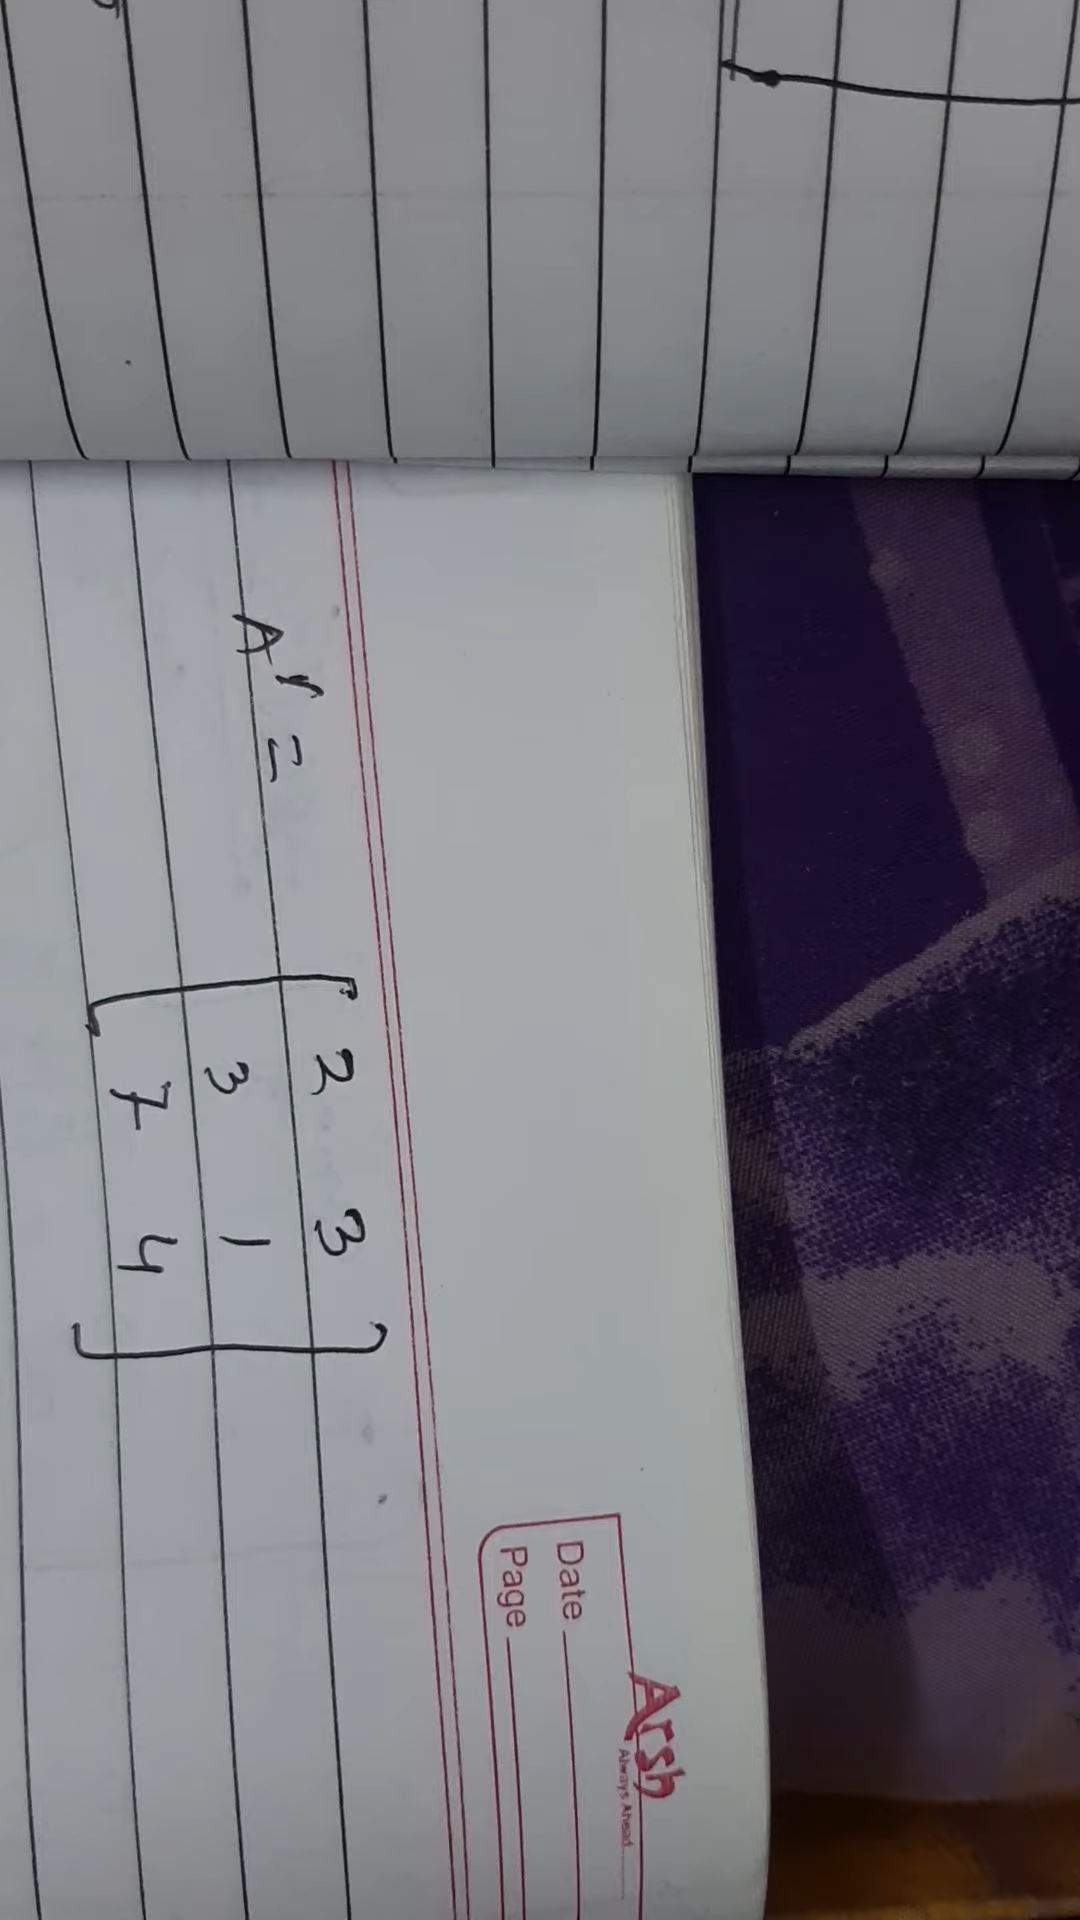 Arsh
Always Ahead
Date
Page
A' =
[ 2 3
3 1
7 4 ]